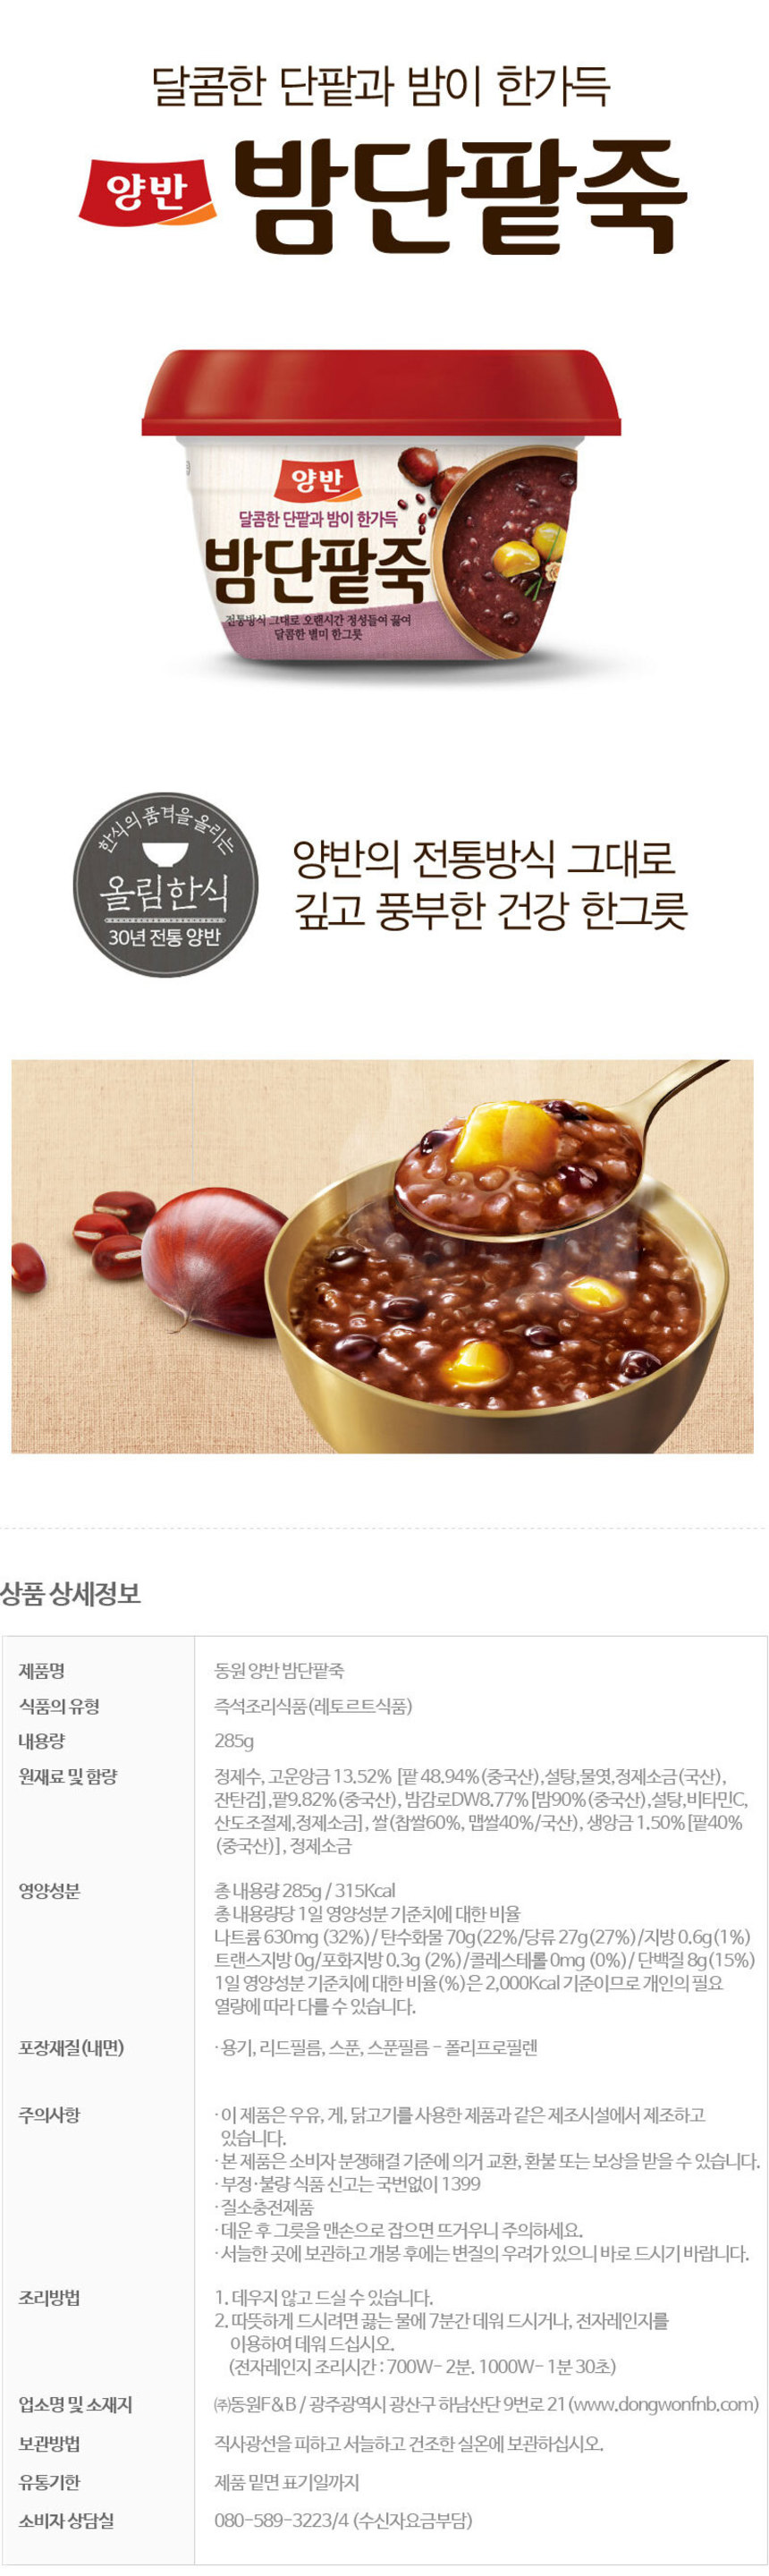 달콤한 단팥과 밤이 한가득
양반 밤단팥죽
양반
달콤한 단팥과 밤이 한가득
밤단팥죽
전통방식 그대로 오랜시간 정성들여 끓여
달콤한 별미 한그릇
한식의 품격을 올리는
올림한식
30년 전통 양반
양반의 전통방식 그대로
깊고 풍부한 건강 한그릇
상품 상세정보
제품명 동원 양반 밤단팥죽
식품의 유형 즉석조리식품(레토르트식품)
내용량 285g
원재료 및 함량 정제수, 고운앙금 13.52% [팥 48.94%(중국산),설탕,물엿,정제소금(국산),
잔탄검],팥9.82%(중국산), 밤감로DW8.77%[밤90%(중국산),설탕,비타민C,
산도조절제,정제소금], 쌀(찹쌀60%, 맵쌀40%/국산), 생앙금 1.50%[팥40%
(중국산)], 정제소금
영양성분 총 내용량 285g / 315Kcal
총 내용량당 1일 영양성분 기준치에 대한 비율
나트륨 630mg (32%)/ 탄수화물 70g(22%/당류 27g(27%)/지방 0.6g(1%)
트랜스지방 0g/포화지방 0.3g (2%)/콜레스테롤 0mg (0%)/ 단백질 8g(15%)
1일 영양성분 기준치에 대한 비율(%)은 2,000Kcal 기준이므로 개인의 필요
열량에 따라 다를 수 있습니다.
포장재질(내면) · 용기, 리드필름, 스푼, 스푼필름 - 폴리프로필렌
주의사항 · 이 제품은 우유, 게, 닭고기를 사용한 제품과 같은 제조시설에서 제조하고
있습니다.
· 본 제품은 소비자 분쟁해결 기준에 의거 교환, 환불 또는 보상을 받을 수 있습니다.
· 부정·불량 식품 신고는 국번없이 1399
· 질소충전제품
· 데운 후 그릇을 맨손으로 잡으면 뜨거우니 주의하세요.
· 서늘한 곳에 보관하고 개봉 후에는 변질의 우려가 있으니 바로 드시기 바랍니다.
조리방법 1. 데우지 않고 드실 수 있습니다.
2. 따뜻하게 드시려면 끓는 물에 7분간 데워 드시거나, 전자레인지를
이용하여 데워 드십시오.
(전자레인지 조리시간 : 700W- 2분. 1000W- 1분 30초)
업소명 및 소재지 ㈜동원F&B / 광주광역시 광산구 하남산단 9번로 21 (www.dongwonfnb.com)
보관방법 직사광선을 피하고 서늘하고 건조한 실온에 보관하십시오.
유통기한 제품 밑면 표기일까지
소비자 상담실 080-589-3223/4 (수신자요금부담)